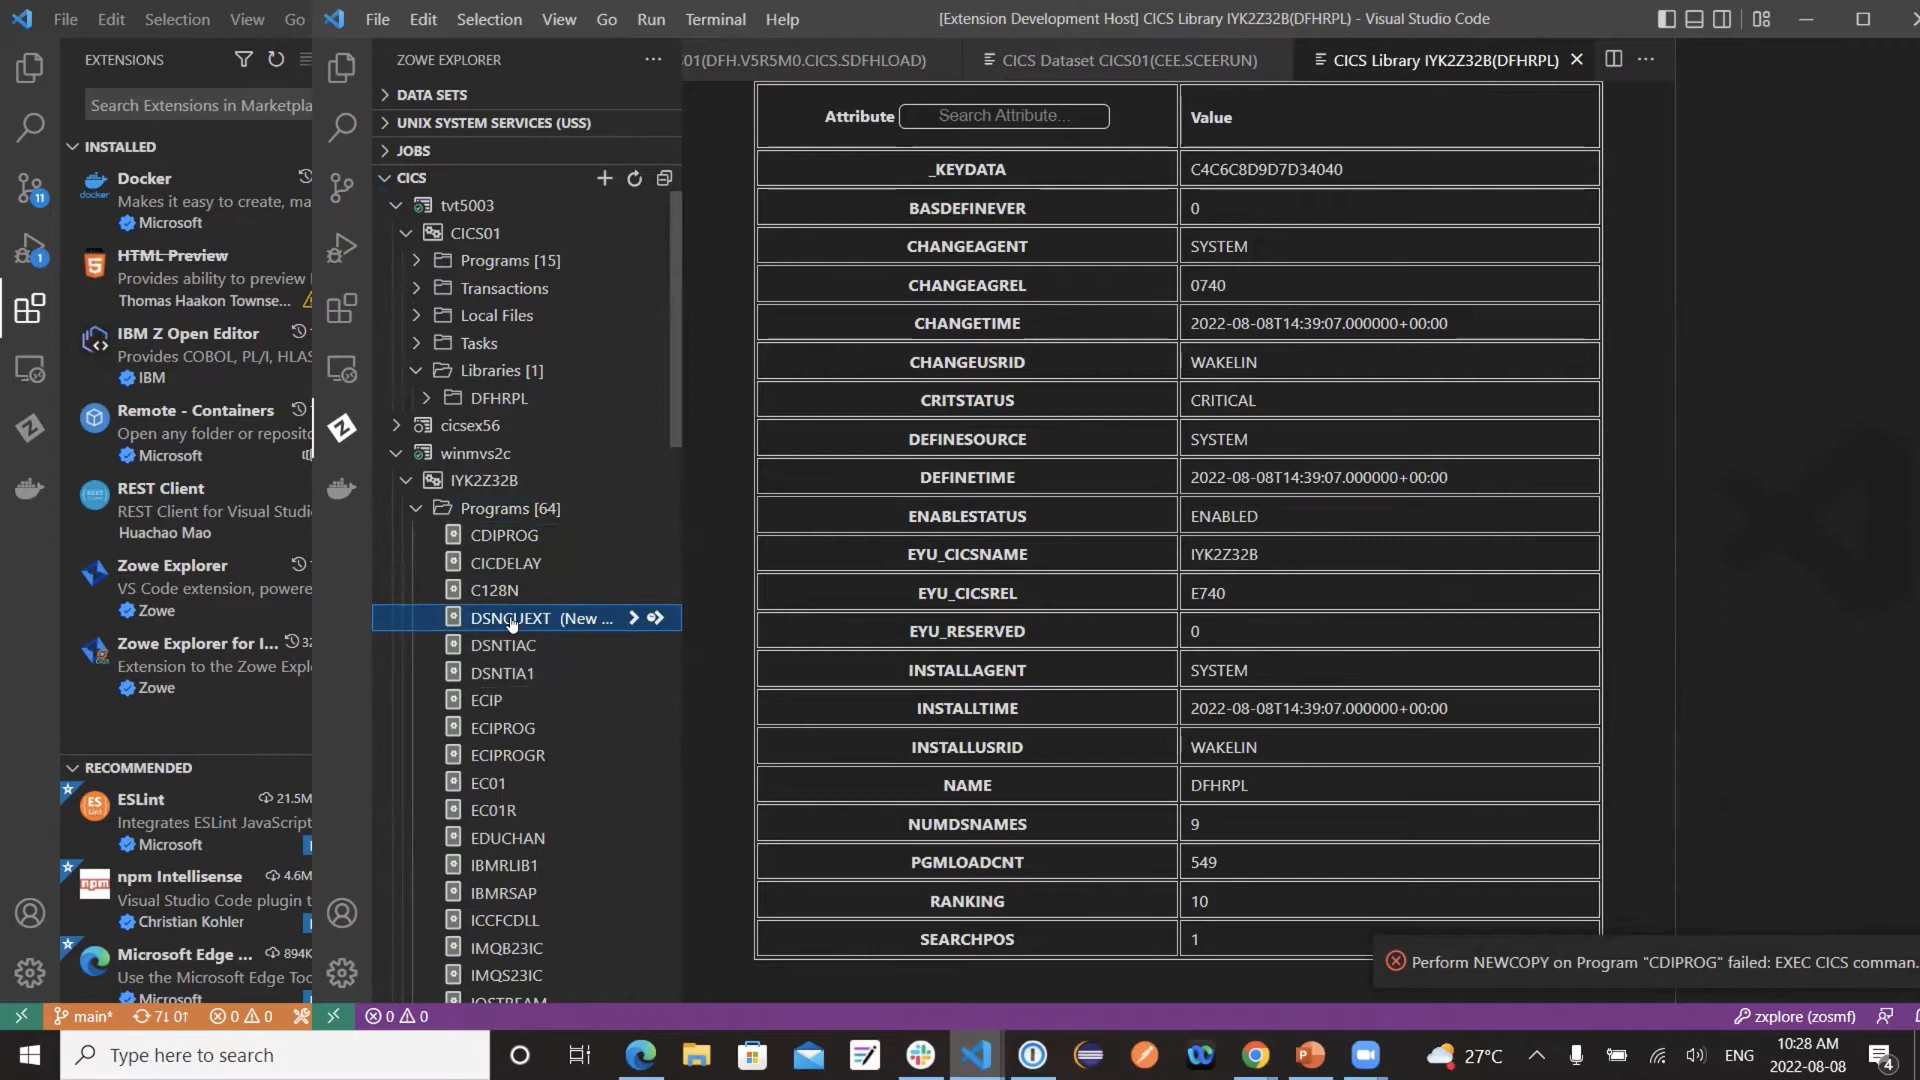 File Edit Selection View Go
File Edit Selection View Go Run Terminal Help
[Extension Development Host] CICS Library IYK2Z32B(DFHRPL) - Visual Studio Code
EXTENSIONS
Search Extensions in Marketpla
INSTALLED
Docker
Makes it easy to create, ma
Microsoft
HTML Preview
Provides ability to preview
Thomas Haakon Townse...
IBM Z Open Editor
Provides COBOL, PL/I, HLAS
IBM
Remote - Containers
Open any folder or reposito
Microsoft
REST Client
REST Client for Visual Studi
Huachao Mao
Zowe Explorer
VS Code extension, powere
Zowe
Zowe Explorer for I... 32
Extension to the Zowe Expl
Zowe
RECOMMENDED
ESLint 21.5M
Integrates ESLint JavaScript
Microsoft
npm Intellisense 4.6M
Visual Studio Code plugin t
Christian Kohler
Microsoft Edge ... 894K
Use the Microsoft Edge Too
Microsoft
11
1
ZOWE EXPLORER
DATA SETS
UNIX SYSTEM SERVICES (USS)
JOBS
CICS
tvt5003
CICS01
Programs [15]
Transactions
Local Files
Tasks
Libraries [1]
DFHRPL
cicsex56
winmvs2c
IYK2Z32B
Programs [64]
CDIPROG
CICDELAY
C128N
DSNCUEXT (New ...
DSNTIAC
DSNTIA1
ECIP
ECIPROG
ECIPROGR
EC01
EC01R
EDUCHAN
IBMRLIB1
IBMRSAP
ICCFCDLL
IMQB23IC
IMQS23IC
IOSTREAM
S01(DFH.V5R5M0.CICS.SDFHLOAD)
CICS Dataset CICS01(CEE.SCEERUN)
CICS Library IYK2Z32B(DFHRPL)
Attribute Search Attribute... Value
_KEYDATA C4C6C8D9D7D34040
BASDEFINEVER 0
CHANGEAGENT SYSTEM
CHANGEAGREL 0740
CHANGETIME 2022-08-08T14:39:07.000000+00:00
CHANGEUSRID WAKELIN
CRITSTATUS CRITICAL
DEFINESOURCE SYSTEM
DEFINETIME 2022-08-08T14:39:07.000000+00:00
ENABLESTATUS ENABLED
EYU_CICSNAME IYK2Z32B
EYU_CICSREL E740
EYU_RESERVED 0
INSTALLAGENT SYSTEM
INSTALLTIME 2022-08-08T14:39:07.000000+00:00
INSTALLUSRID WAKELIN
NAME DFHRPL
NUMDSNAMES 9
PGMLOADCNT 549
RANKING 10
SEARCHPOS 1
Perform NEWCOPY on Program "CDIPROG" failed: EXEC CICS comman.
main* 7↓ 0↑ 0 0
0 0
zxplore (zosmf)
Type here to search
27°C
ENG
10:28 AM
2022-08-08
4